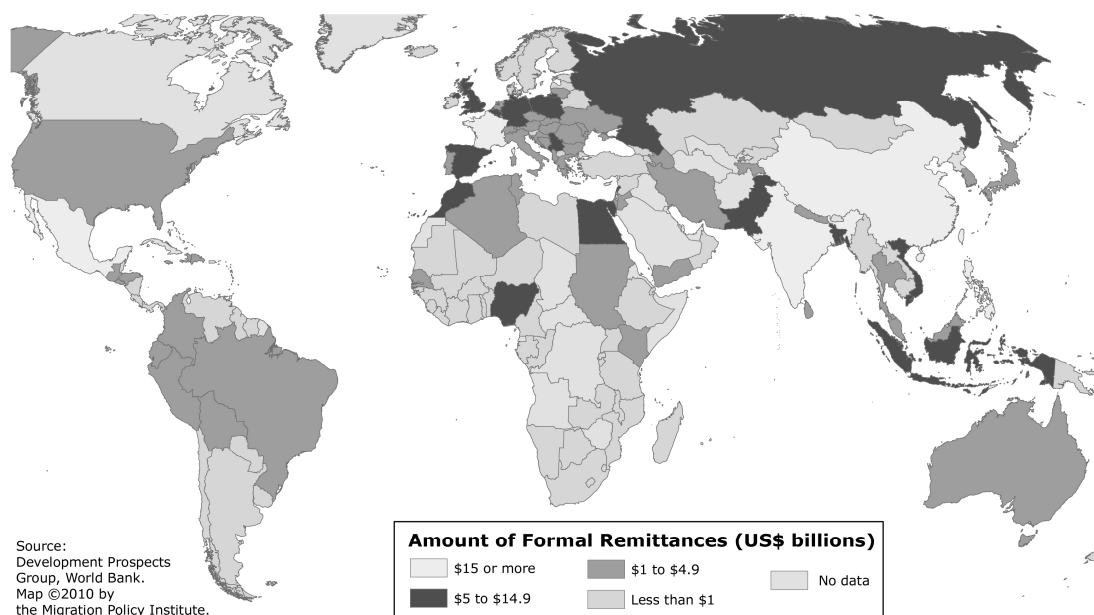 Source:
Development Prospects
Group, World Bank.
Map ©2010 by
the Migration Policy Institute.
Amount of Formal Remittances (US$ billions)
$15 or more
$1 to $4.9
No data
$5 to $14.9
Less than $1